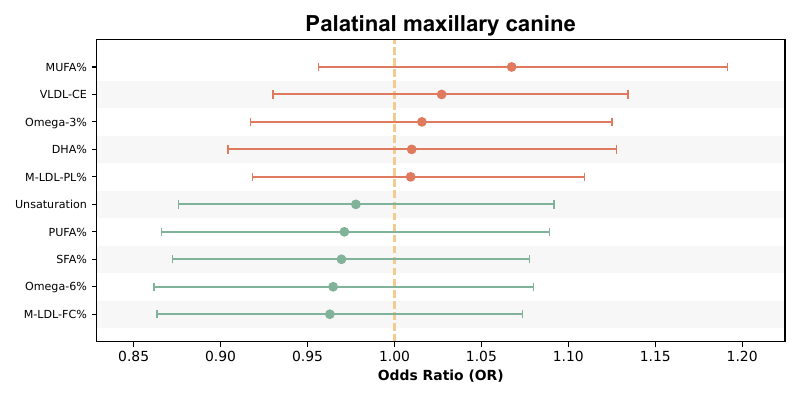 Palatinal maxillary canine
MUFA%
VLDL-CE
Omega-3%
DHA%
M-LDL-PL%
Unsaturation
PUFA%
SFA%
Omega-6%
M-LDL-FC%
0.85 0.90 0.95 1.00 1.05 1.10 1.15 1.20
Odds Ratio (OR)